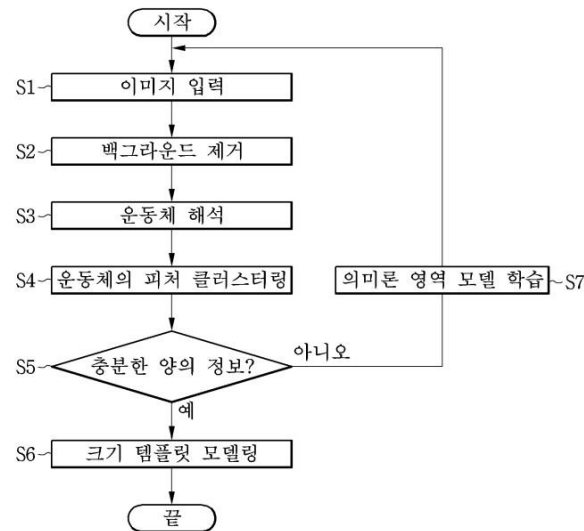 시작
S1 이미지 입력
S2 백그라운드 제거
S3 운동체 해석
S4 운동체의 피처 클러스터링
의미론 영역 모델 학습 S7
S5 충분한 양의 정보?
아니오
예
S6 크기 템플릿 모델링
끝